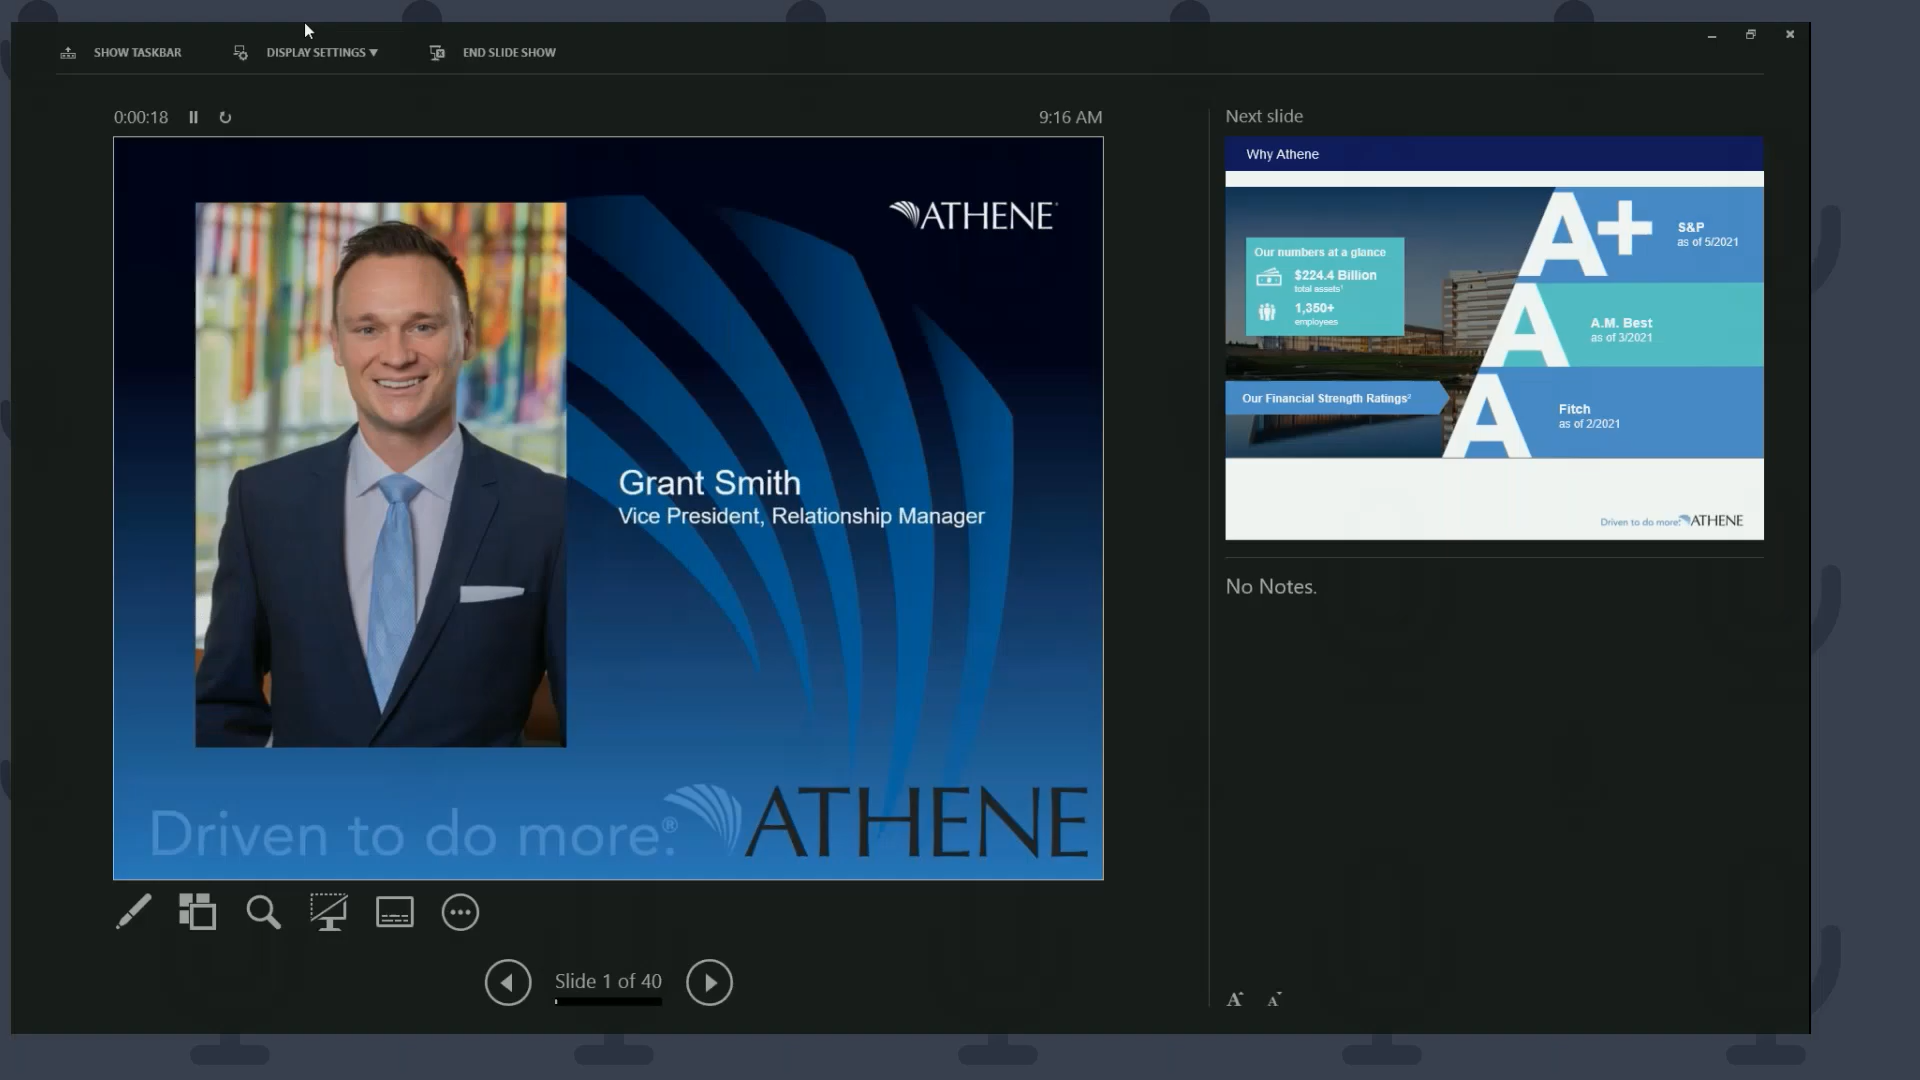 SHOW TASKBAR
DISPLAY SETTINGS ▼
END SLIDE SHOW
0:00:18
9:16 AM
ATHENE
Grant Smith
Vice President, Relationship Manager
Driven to do more.®
ATHENE
Slide 1 of 40
Next slide
Why Athene
Our numbers at a glance
$224.4 Billion
total assets¹
1,350+
employees
Our Financial Strength Ratings²
A+
S&P
as of 5/2021
A
A.M. Best
as of 3/2021
A
Fitch
as of 2/2021
Driven to do more.®
ATHENE
No Notes.
A A